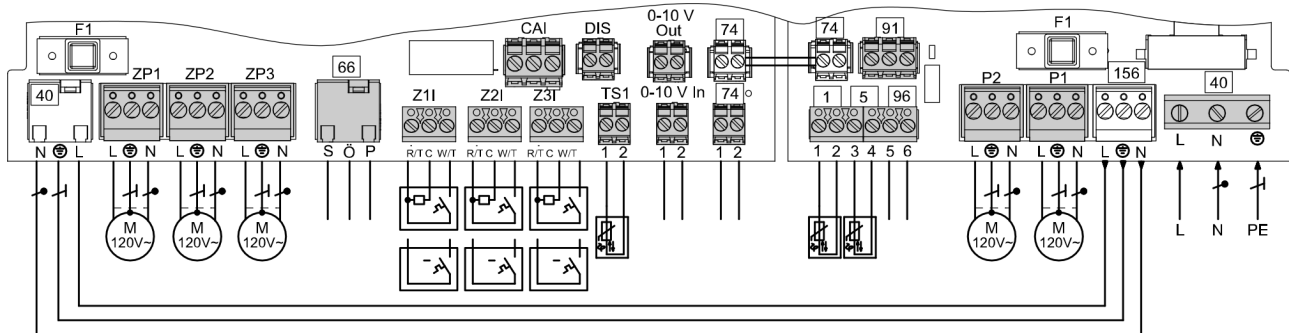 F1 CAI DIS 0-10 V Out 74 74 91 F1
40 ZP1 ZP2 ZP3 66 P2 P1 156 40
Z1I Z2I Z3I TS1 0-10 V In 74 1 5 96
N L L N L N L N S Ö P R/T C W/T R/T C W/T R/T C W/T 1 2 1 2 1 2 1 2 3 4 5 6 L N L N L N L N
M 120V~ M 120V~ M 120V~ M 120V~ M 120V~ L N PE